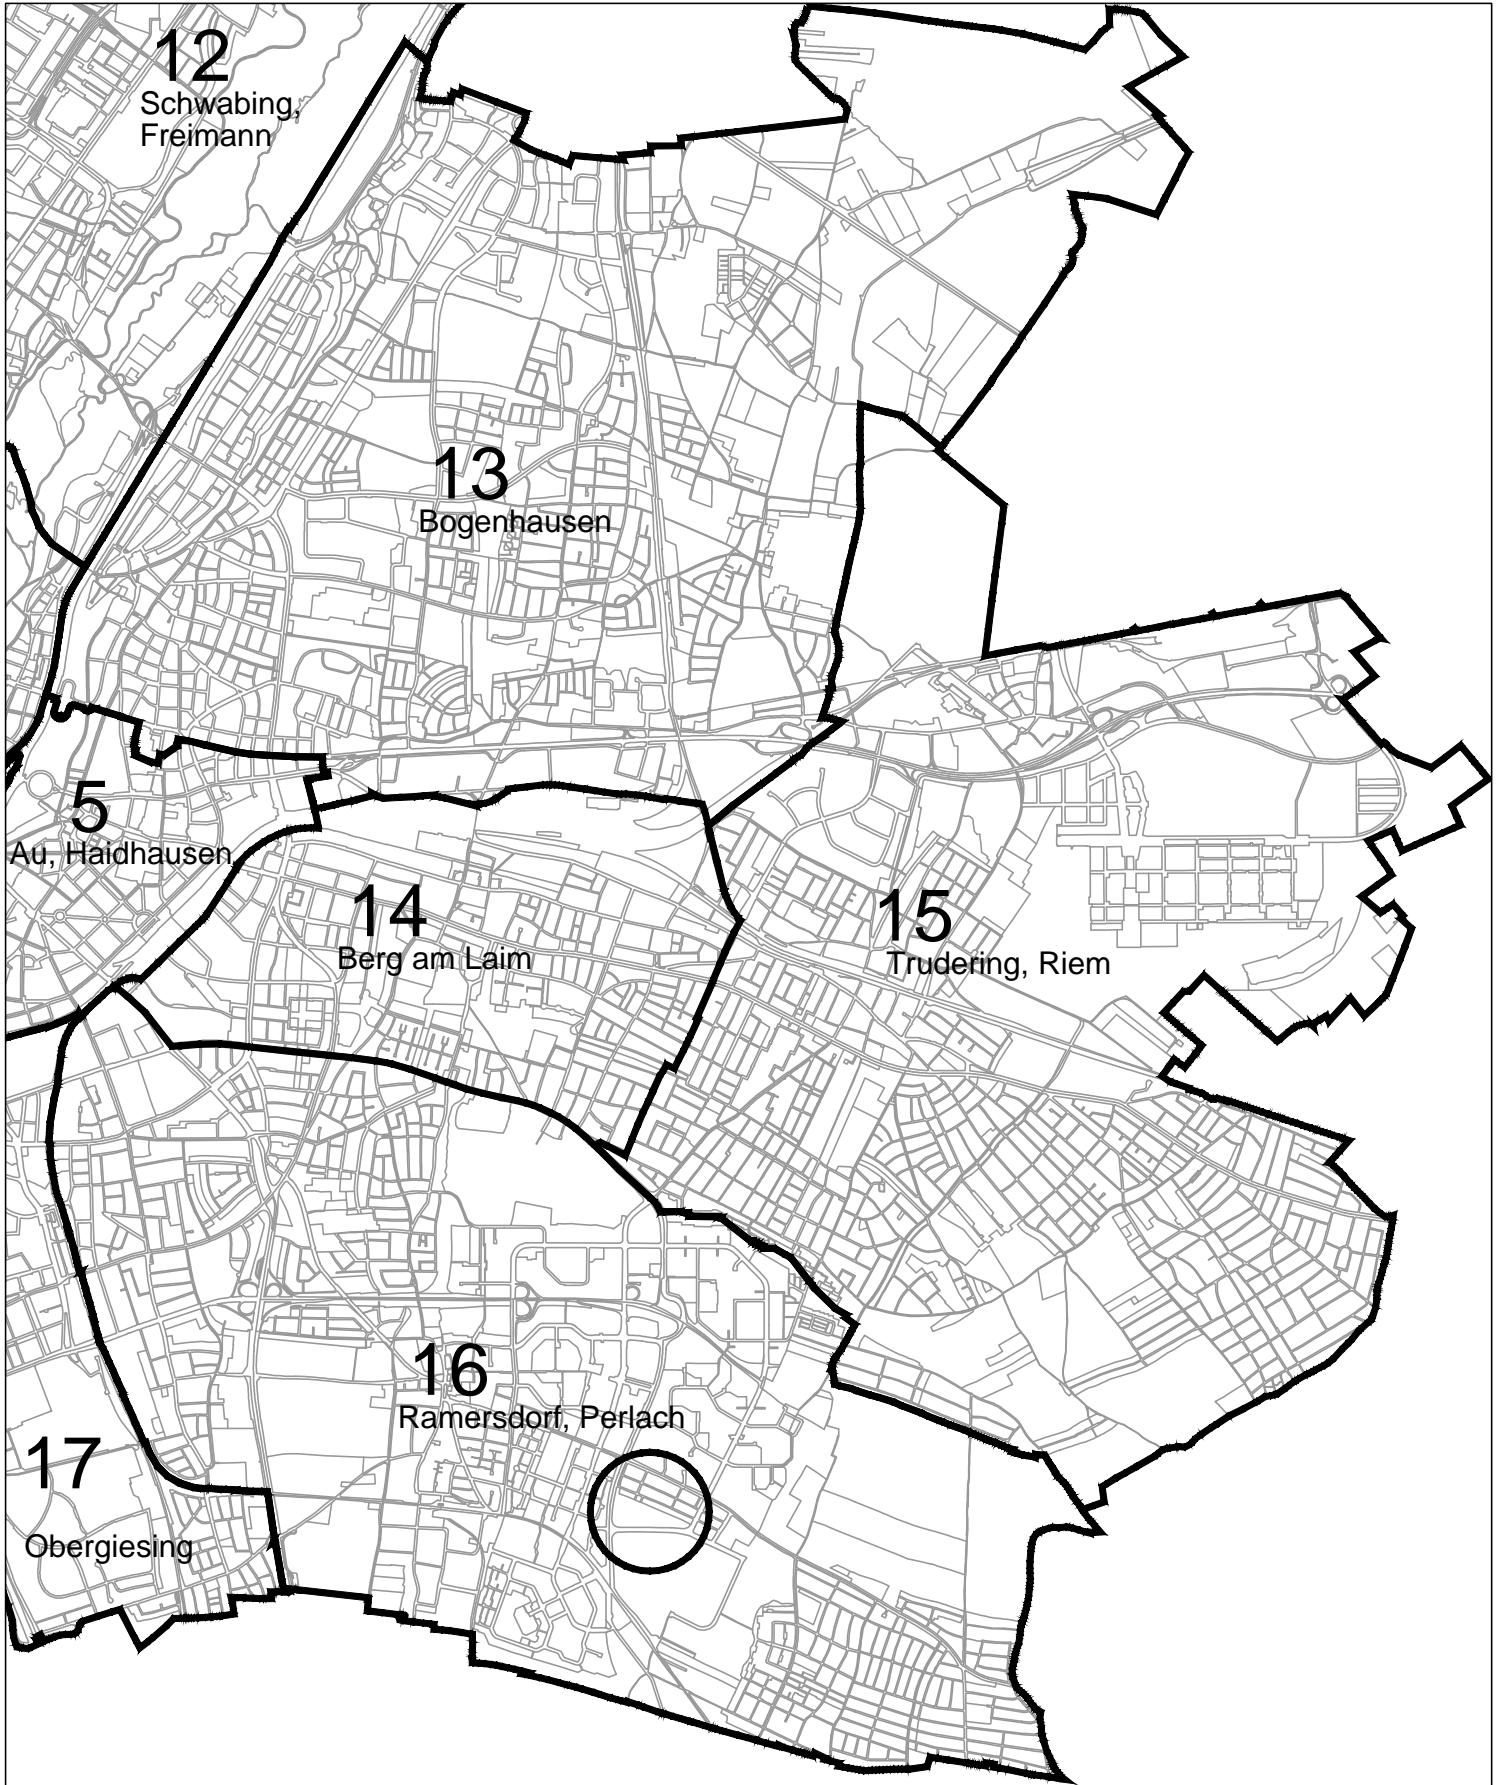 12
Schwabing,
Freimann
13
Bogenhausen
5
Au, Haidhausen
14
Berg am Laim
15
Trudering, Riem
16
Ramersdorf, Perlach
17
Obergiesing